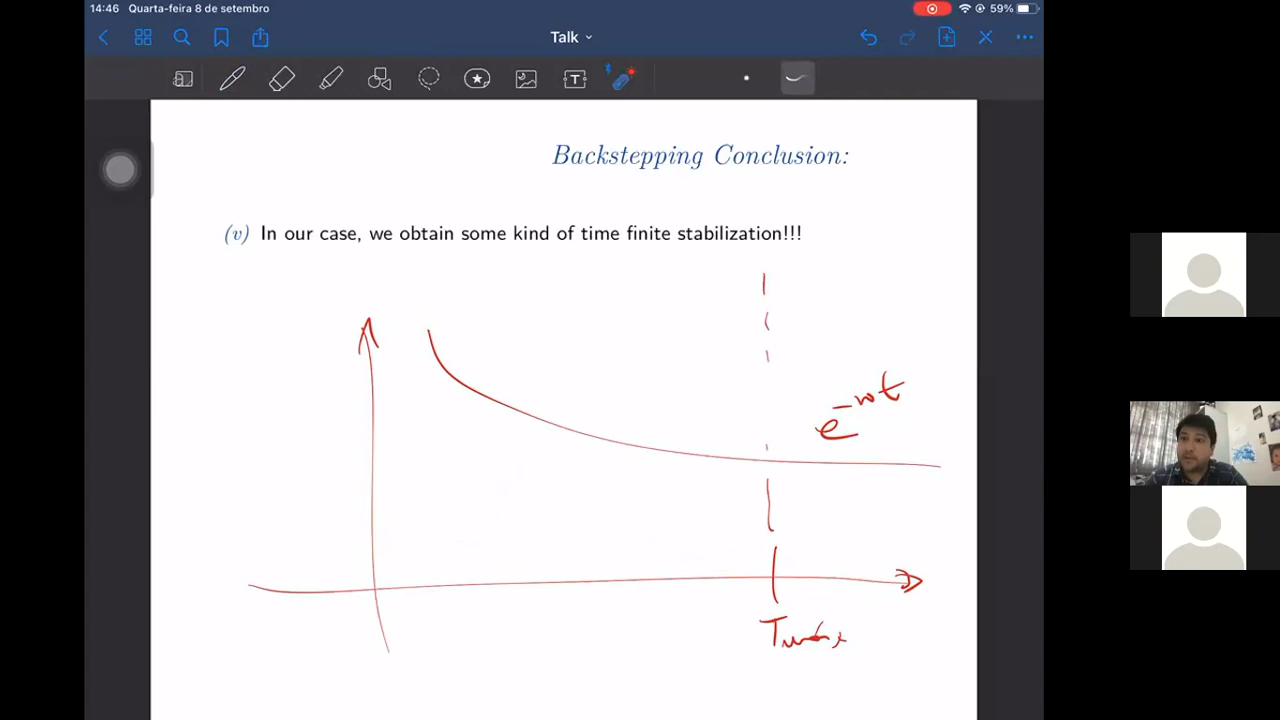 14:46 Quarta-feira 8 de setembro
59%
Talk
T
Backstepping Conclusion:
(v) In our case, we obtain some kind of time finite stabilization!!!
e^-wt